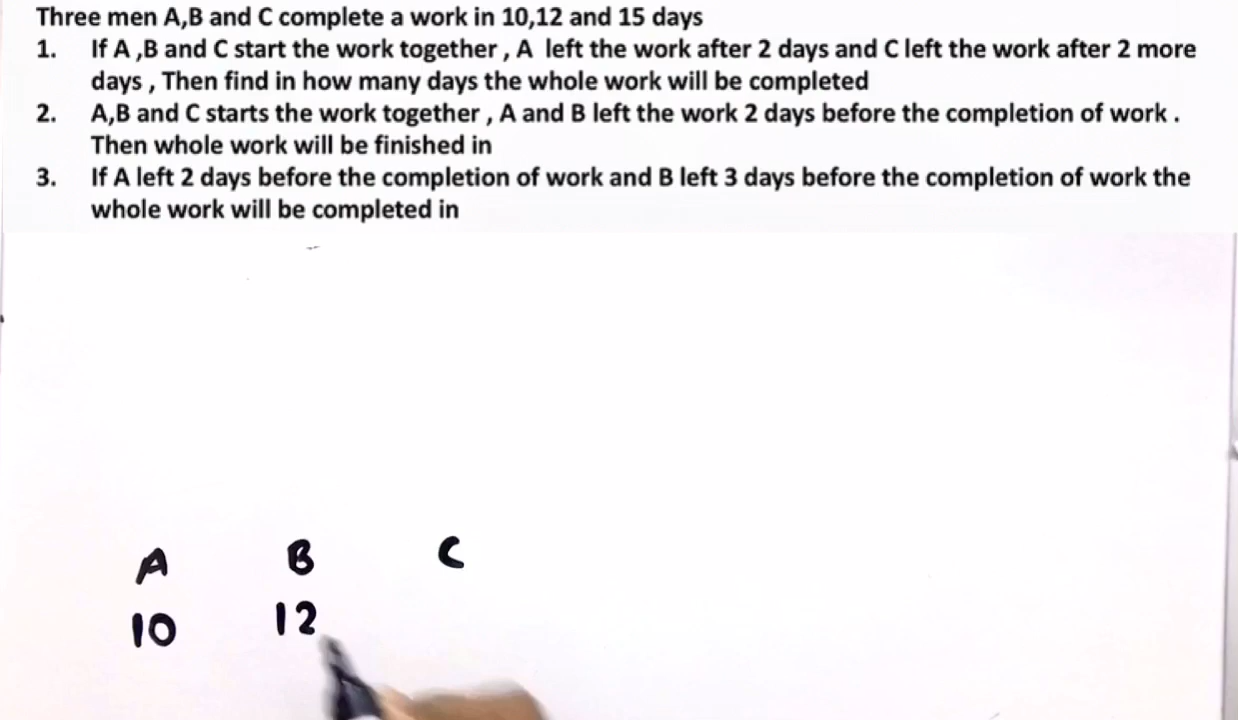 Three men A,B and C complete a work in 10,12 and 15 days
1. If A ,B and C start the work together , A left the work after 2 days and C left the work after 2 more
days , Then find in how many days the whole work will be completed
2. A,B and C starts the work together , A and B left the work 2 days before the completion of work .
Then whole work will be finished in
3. If A left 2 days before the completion of work and B left 3 days before the completion of work the
whole work will be completed in
A B C
10 12